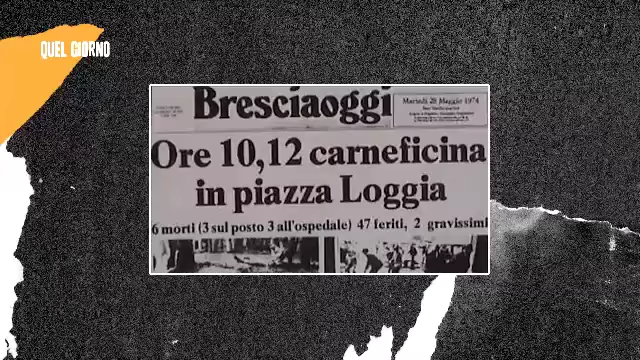 QUEL GIORNO
Bresciaoggi
Martedì 28 Maggio 1974
Ore 10,12 carneficina
in piazza Loggia
6 morti (3 sul posto 3 all'ospedale) 47 feriti, 2 gravissimi